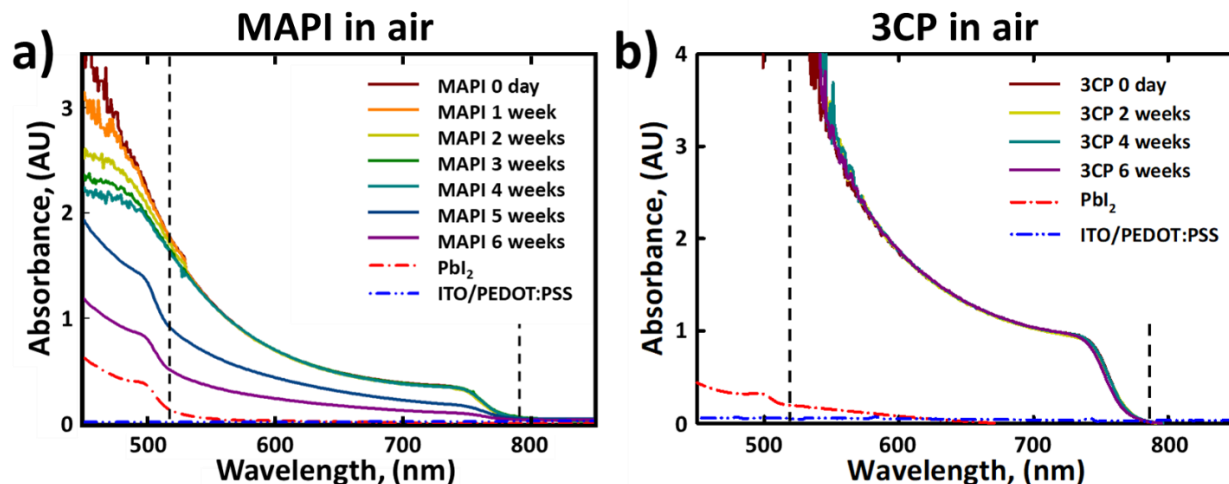 MAPI in air
a)
Absorbance, (AU)
3
2
1
0
MAPI 0 day
MAPI 1 week
MAPI 2 weeks
MAPI 3 weeks
MAPI 4 weeks
MAPI 5 weeks
MAPI 6 weeks
PbI₂
ITO/PEDOT:PSS
500
600
700
800
Wavelength, (nm)
3CP in air
b)
Absorbance, (AU)
4
3
2
1
0
3CP 0 day
3CP 2 weeks
3CP 4 weeks
3CP 6 weeks
PbI₂
ITO/PEDOT:PSS
500
600
700
800
Wavelength, (nm)